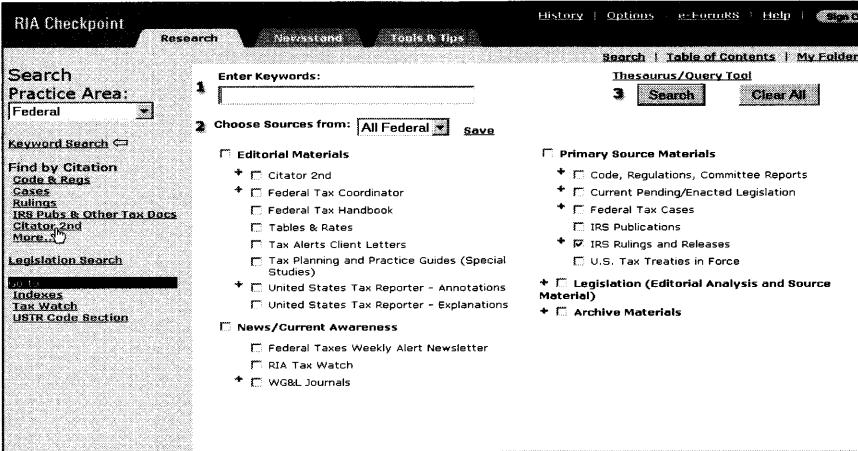 RIA Checkpoint
History | Options e-FormRS | Help | Sign O
Research Newsstand Tools & Tips
Search | Table of Contents | My Folder
Search
Practice Area:
Federal
Keyword Search
Find by Citation
Code & Regs
Cases
Rulings
IRS Pubs & Other Tax Docs
Citator 2nd
More...
Legislation Search
Go to
Indexes
Tax Watch
USTR Code Section
1 Enter Keywords:
Thesaurus/Query Tool
3 Search Clear All
2 Choose Sources from: All Federal Save
Editorial Materials
+ Citator 2nd
+ Federal Tax Coordinator
Federal Tax Handbook
Tables & Rates
Tax Alerts Client Letters
Tax Planning and Practice Guides (Special
Studies)
+ United States Tax Reporter - Annotations
United States Tax Reporter - Explanations
News/Current Awareness
Federal Taxes Weekly Alert Newsletter
RIA Tax Watch
+ WG&L Journals
Primary Source Materials
+ Code, Regulations, Committee Reports
+ Current Pending/Enacted Legislation
+ Federal Tax Cases
IRS Publications
+ IRS Rulings and Releases
U.S. Tax Treaties in Force
+ Legislation (Editorial Analysis and Source
Material)
+ Archive Materials